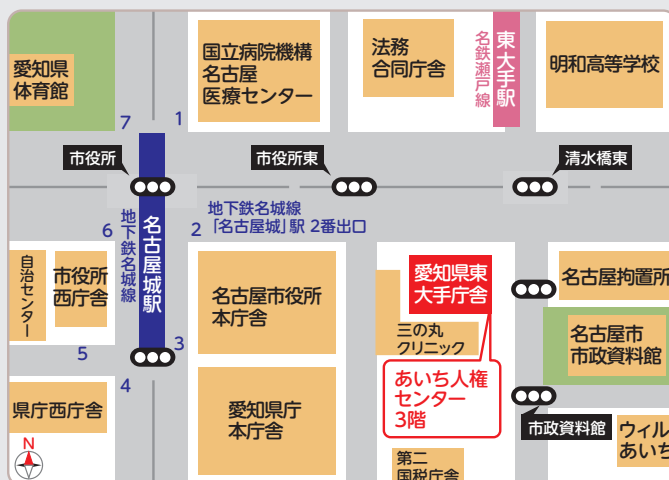 愛知県
体育館
国立病院機構
名古屋
医療センター
法務
合同庁舎
東大手駅
名鉄瀬戸線
明和高等学校
7
1
市役所
市役所東
清水橋東
6
地下鉄名城線
名古屋城駅
2
地下鉄名城線
「名古屋城」駅 2番出口
自治センター
市役所
西庁舎
名古屋市役所
本庁舎
愛知県東
大手庁舎
三の丸
クリニック
名古屋拘置所
名古屋市
市政資料館
5
3
4
あいち人権
センター
3階
県庁西庁舎
愛知県庁
本庁舎
市政資料館
ウィル
あいち
第二
国税庁舎
N